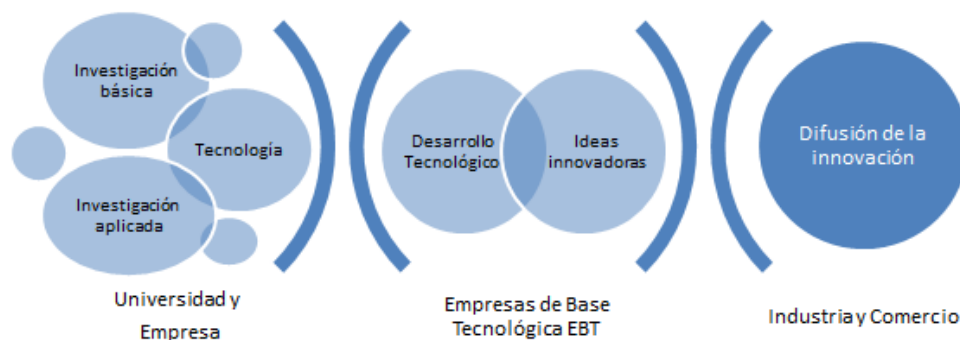 Investigación
básica
Tecnología
Investigación
aplicada
Universidad y
Empresa
Desarrollo
Tecnológico
Ideas
innovadoras
Empresas de Base
Tecnológica EBT
Difusión de la
innovación
Industria y Comercio